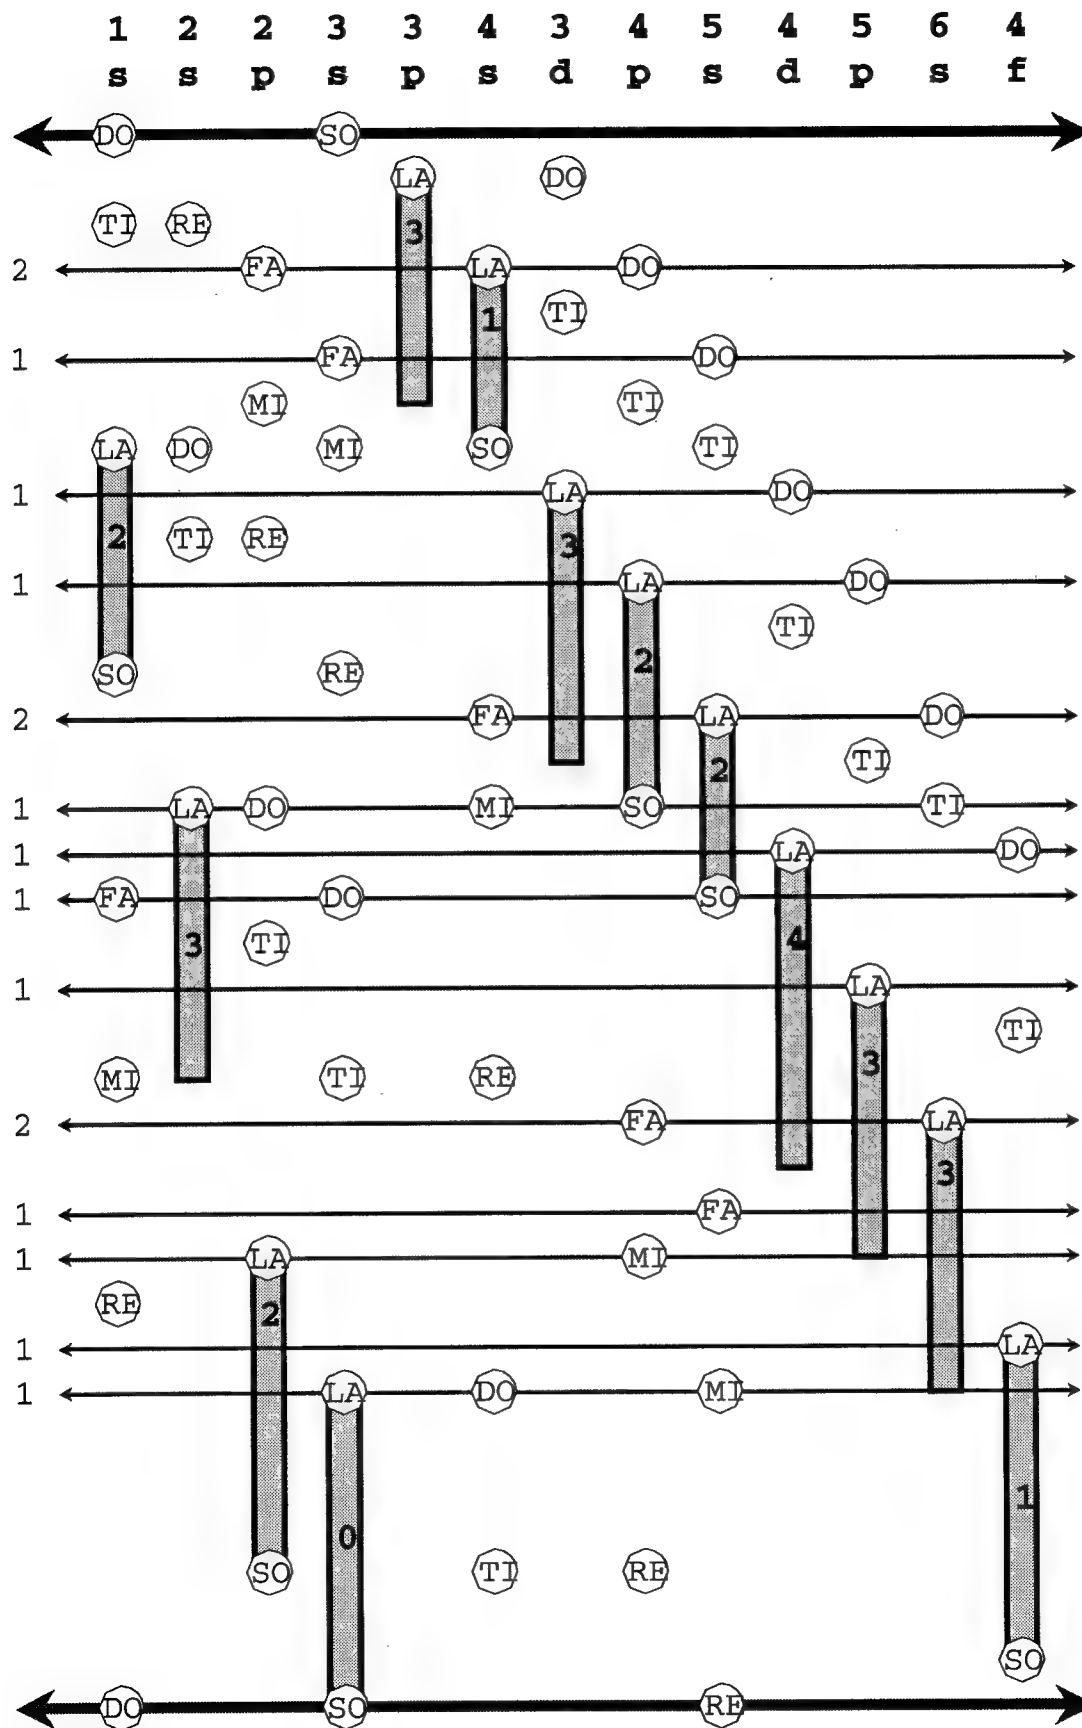 1 2 2 3 3 4 3 4 5 4 5 6 4
s s p s p s d p s d p s f
DO SO
LA DO
TI RE 3
2 FA LA DO
1 TI
1 FA DO
MI TI
LA DO MI SO TI
1 LA DO
2 TI RE 3
1 LA DO
TI
2
SO RE
2 FA LA DO
2 TI
1 LA DO MI SO TI
1 LA DO
1 FA DO SO
3 TI 4
1 LA
TI
3
MI TI RE
2 FA LA
3
1 FA
1 LA MI
RE 2
1 LA
1 LA DO MI
1
0
SO TI RE
SO
DO SO RE